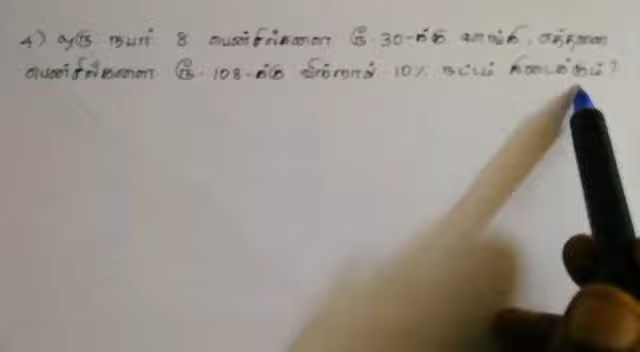 4) ஒரு நபர் 8 பென்சில்களை ரூ. 30-க்கு வாங்கி, எத்தனை
பென்சில்களை ரூ. 108-க்கு விற்றால் 10% நட்டம் கிடைக்கும்?